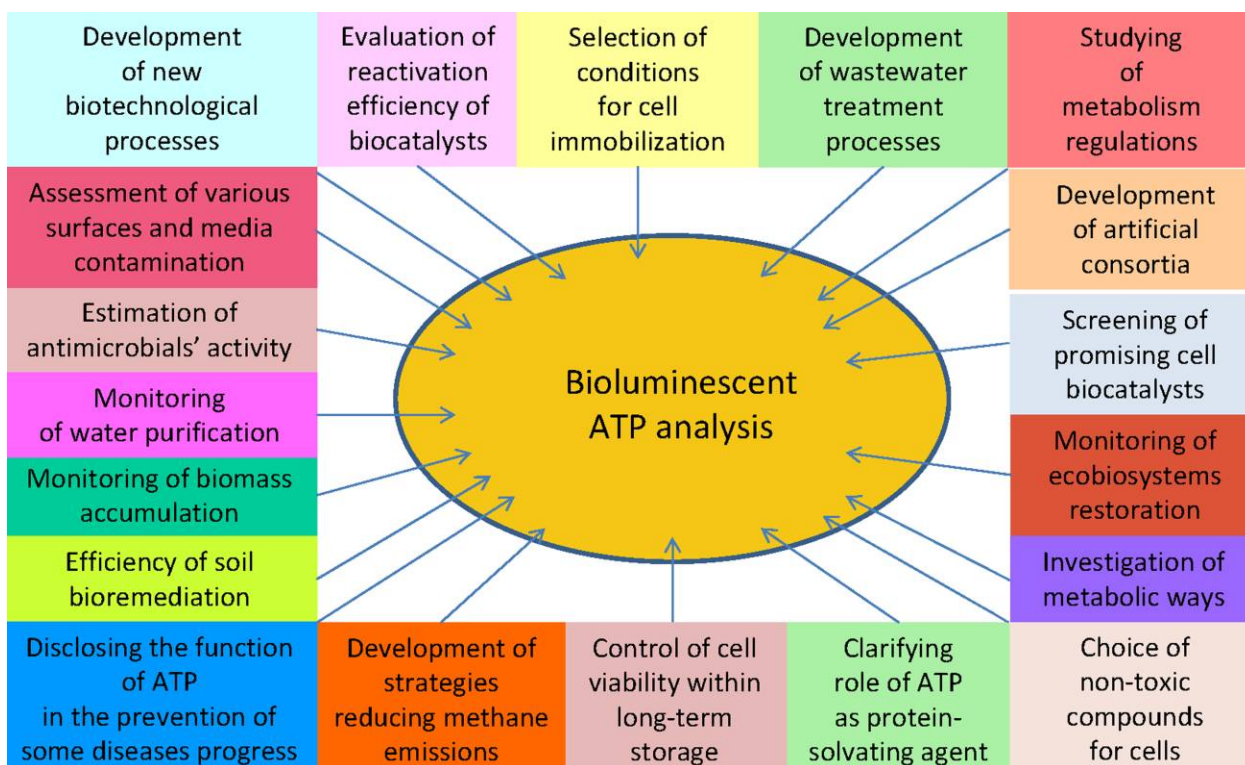 Development
of new
biotechnological
processes
Evaluation of
reactivation
efficiency of
biocatalysts
Selection of
conditions
for cell
immobilization
Development
of wastewater
treatment
processes
Studying
of
metabolism
regulations
Assessment of various
surfaces and media
contamination
Estimation of
antimicrobials’ activity
Monitoring
of water purification
Monitoring of biomass
accumulation
Efficiency of soil
bioremediation
Bioluminescent
ATP analysis
Development
of artificial
consortia
Screening of
promising cell
biocatalysts
Monitoring of
ecobiosystems
restoration
Investigation of
metabolic ways
Disclosing the function
of ATP
in the prevention of
some diseases progress
Development of
strategies
reducing methane
emissions
Control of cell
viability within
long-term
storage
Clarifying
role of ATP
as protein-
solvating agent
Choice of
non-toxic
compounds
for cells